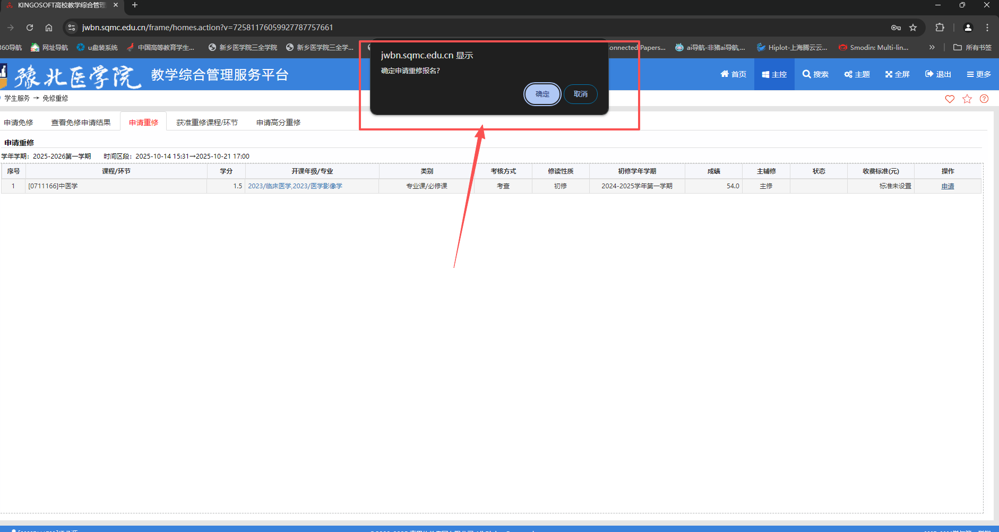 KINGOSOFT高校教学综合管理
jwbn.sqmc.edu.cn/frame/homes.action?v=72581176059927787757661
360导航 网址导航 u盘装系统 中国高等教育学生... 新乡医学院三全学院 新乡医学院三全学... onnected Papers... ai导航-非猪ai导航,... Hiplot-上海腾云云... Smodin: Multi-lin... » 所有书签
jwbn.sqmc.edu.cn 显示
确定申请重修报名?
确定 取消
豫北医学院 教学综合管理服务平台 首页 主控 搜索 主题 全屏 退出 更多
学生服务 → 免修重修
申请免修 查看免修申请结果 申请重修 获准重修课程/环节 申请高分重修
申请重修
学年学期：2025-2026第一学期 时间区段：2025-10-14 15:31→2025-10-21 17:00
序号 课程/环节 学分 开课年级/专业 类别 考核方式 修读性质 初修学年学期 成绩 主辅修 状态 收费标准(元) 操作
1 [0711166]中医学 1.5 2023/临床医学,2023/医学影像学 专业课/必修课 考查 初修 2024-2025学年第一学期 54.0 主修 标准未设置 申请